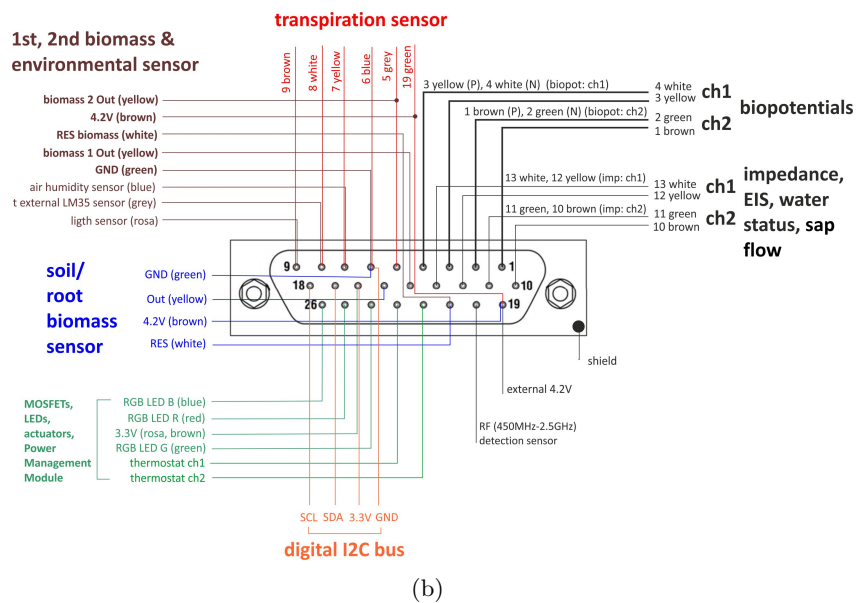 transpiration sensor
1st, 2nd biomass &
environmental sensor
9 brown
8 white
7 yellow
6 blue
5 grey
19 green
biomass 2 Out (yellow)
4.2V (brown)
RES biomass (white)
biomass 1 Out (yellow)
GND (green)
air humidity sensor (blue)
t external LM35 sensor (grey)
ligth sensor (rosa)
3 yellow (P), 4 white (N) (biopot: ch1)
4 white
3 yellow
ch1
1 brown (P), 2 green (N) (biopot: ch2)
2 green
1 brown
ch2
biopotentials
13 white, 12 yellow (imp: ch1)
13 white
12 yellow
ch1
11 green, 10 brown (imp: ch2)
11 green
10 brown
ch2
impedance,
EIS, water
status, sap
flow
soil/
root
biomass
sensor
GND (green)
Out (yellow)
4.2V (brown)
RES (white)
9
1
18
10
26
19
shield
external 4.2V
RF (450MHz-2.5GHz)
detection sensor
MOSFETs,
LEDs,
actuators,
Power
Management
Module
RGB LED B (blue)
RGB LED R (red)
3.3V (rosa, brown)
RGB LED G (green)
thermostat ch1
thermostat ch2
SCL SDA 3.3V GND
digital I2C bus
(b)